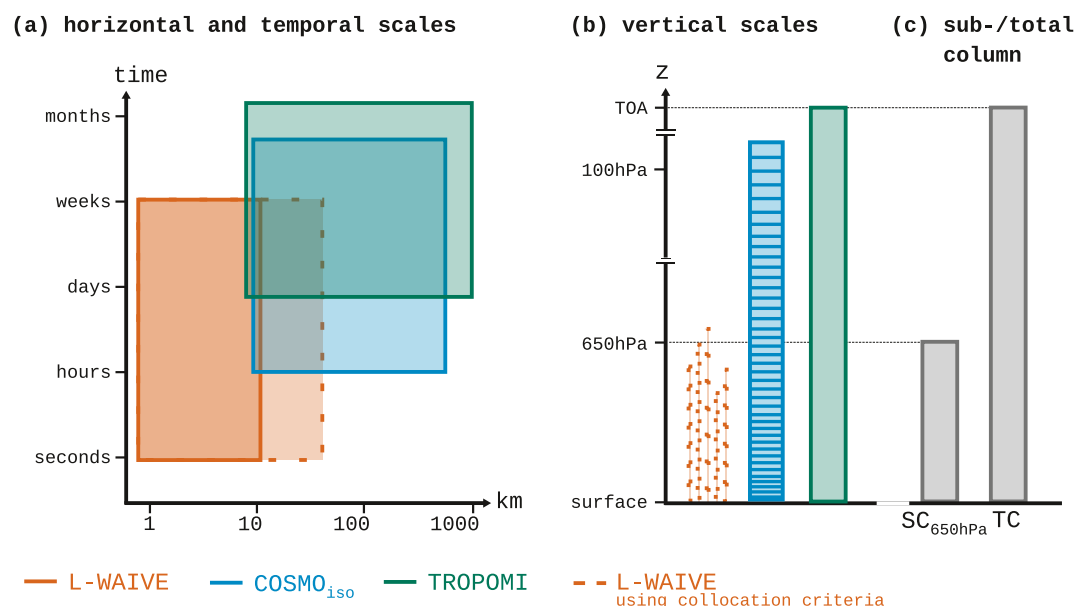 (a) horizontal and temporal scales
time
months
weeks
days
hours
seconds
1
10
100
1000
km
(b) vertical scales
z
TOA
100hPa
650hPa
surface
(c) sub-/total
column
SC650hPa
TC
L-WAIVE
COSMOiso
TROPOMI
L-WAIVE
using collocation criteria